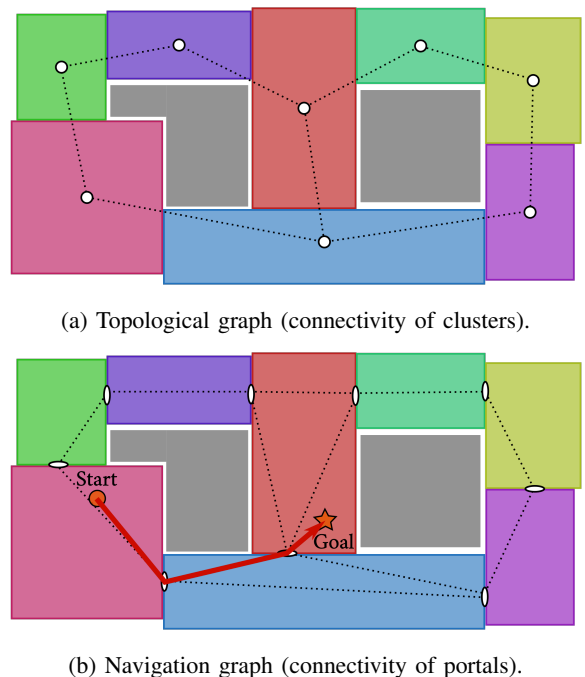 (a) Topological graph (connectivity of clusters).
Start
Goal
(b) Navigation graph (connectivity of portals).